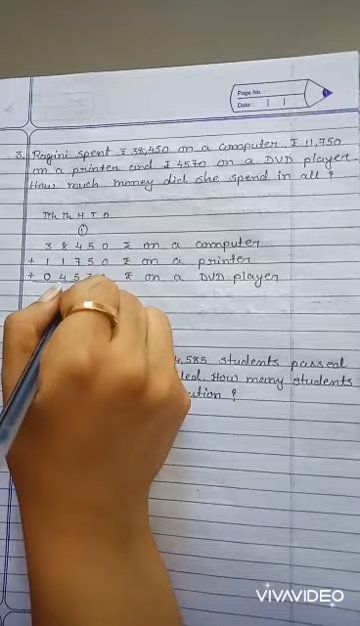 Page No. :
Date :
3. Ragini spent ₹ 38,450 on a computer, ₹ 11,750
on a printer and ₹ 4570 on a DVD player.
How much money did she spend in all ?
TTh Th H T O
1
3 8 4 5 0 ₹ on a computer
+ 1 1 7 5 0 ₹ on a printer
+ 0 4 5 7 ₹ on a DVD player
4,585 students passed
How many students
?
VIVAVIDEO